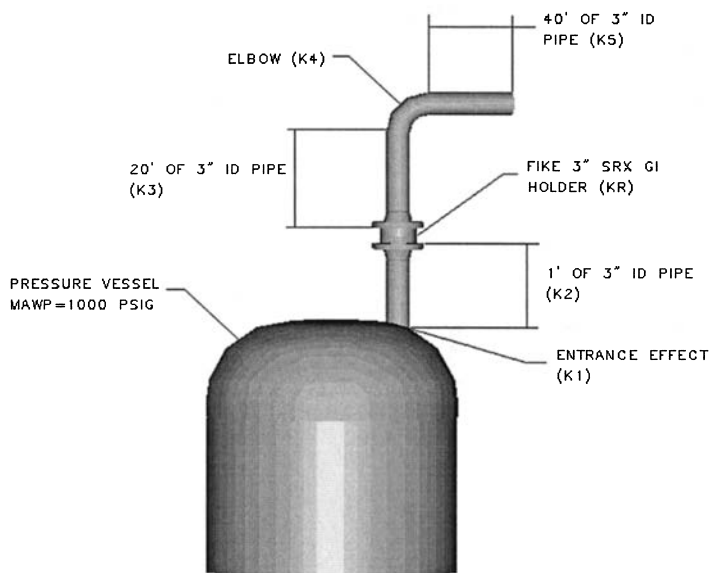 40' OF 3" ID
PIPE (K5)
ELBOW (K4)
20' OF 3" ID PIPE
(K3)
FIKE 3" SRX GI
HOLDER (KR)
1' OF 3" ID PIPE
(K2)
PRESSURE VESSEL
MAWP=1000 PSIG
ENTRANCE EFFECT
(K1)